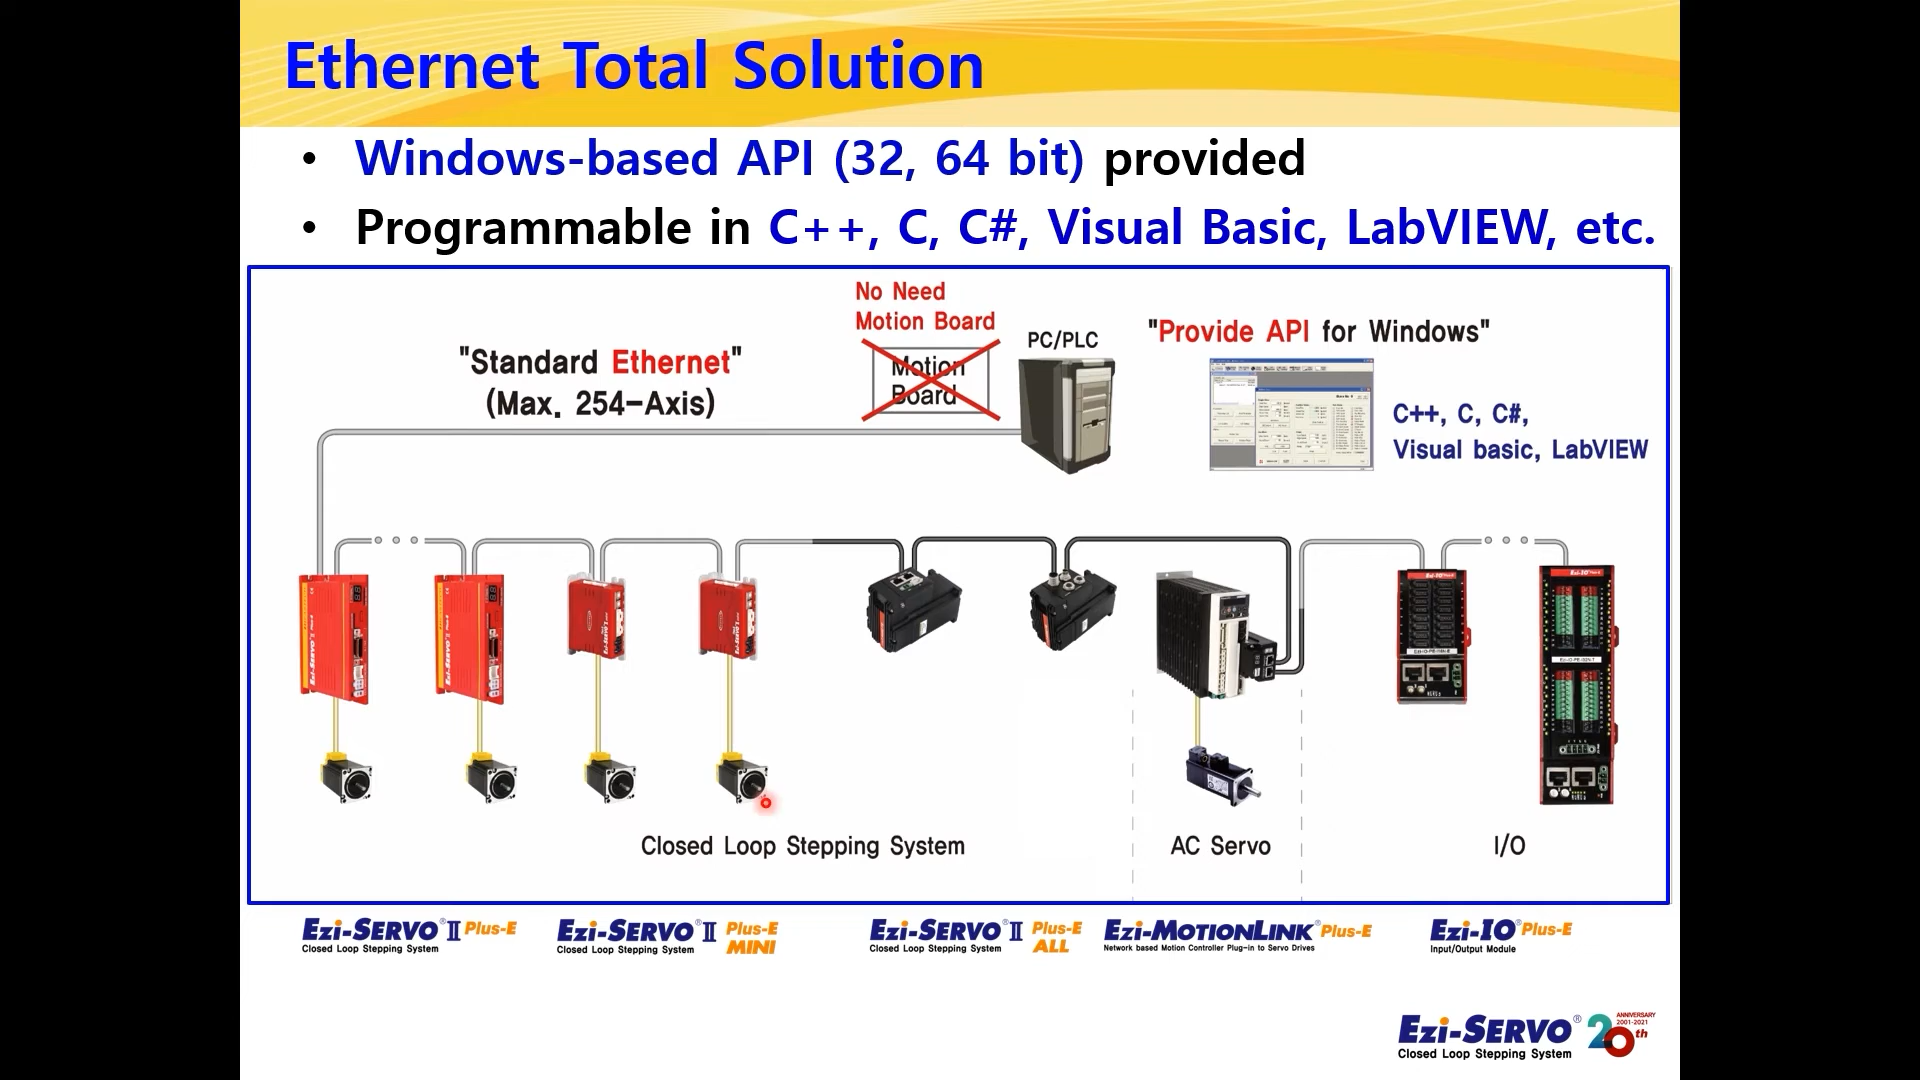 Ethernet Total Solution
• Windows-based API (32, 64 bit) provided
• Programmable in C++, C, C#, Visual Basic, LabVIEW, etc.
No Need
Motion Board
Motion
Board
PC/PLC
"Provide API for Windows"
"Standard Ethernet"
(Max. 254-Axis)
C++, C, C#,
Visual basic, LabVIEW
Closed Loop Stepping System
AC Servo
I/O
Ezi-SERVO® II Plus-E
Closed Loop Stepping System
Ezi-SERVO® II Plus-E MINI
Closed Loop Stepping System
Ezi-SERVO® II Plus-E ALL
Closed Loop Stepping System
Ezi-MOTIONLINK® Plus-E
Network based Motion Controller Plug-in to Servo Drives
Ezi-IO® Plus-E
Input/Output Module
Ezi-SERVO®
Closed Loop Stepping System
20th
ANNIVERSARY
2001-2021